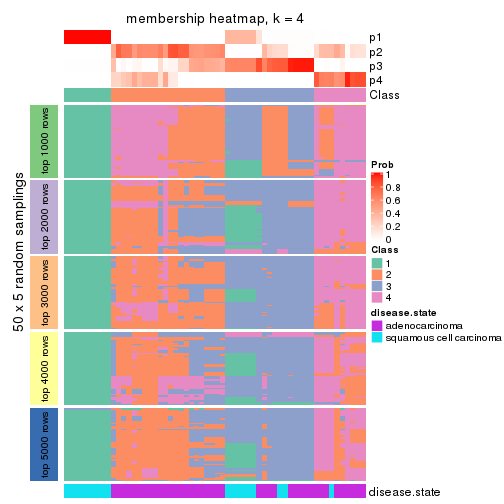 membership heatmap, k = 4
p1
p2
p3
p4
Class
50 x 5 random samplings
top 1000 rows
top 2000 rows
top 3000 rows
top 4000 rows
top 5000 rows
Prob
1
0.8
0.6
0.4
0.2
0
Class
1
2
3
4
disease.state
adenocarcinoma
squamous cell carcinoma
disease.state